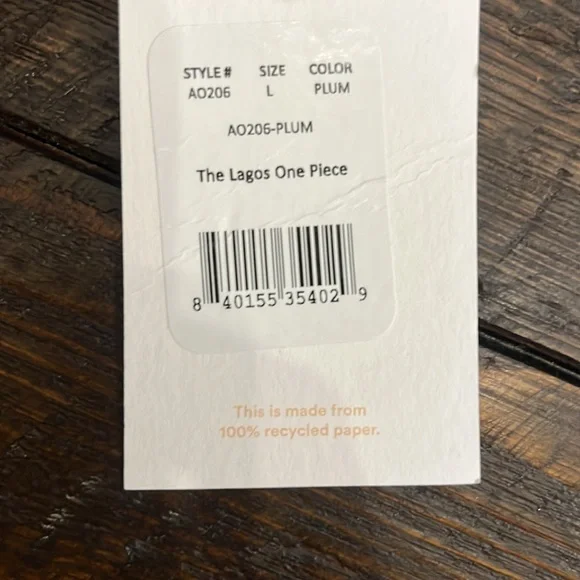 STYLE# SIZE COLOR
AO206 L PLUM
AO206-PLUM
The Lagos One Piece
8 40155 35402 9
This is made from
100% recycled paper.